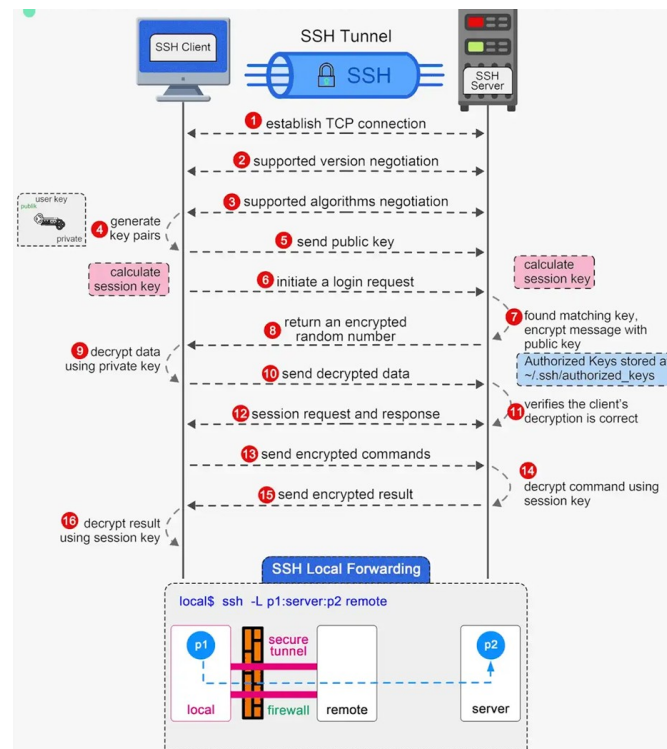 SSH Tunnel
SSH Client
SSH
SSH
Server
1 establish TCP connection
2 supported version negotiation
3 supported algorithms negotiation
user key
public
private
4 generate
key pairs
5 send public key
calculate
session key
calculate
session key
6 initiate a login request
7 found matching key,
encrypt message with
public key
8 return an encrypted
random number
9 decrypt data
using private key
Authorized Keys stored at
~/.ssh/authorized_keys
10 send decrypted data
11 verifies the client's
decryption is correct
12 session request and response
13 send encrypted commands
14
decrypt command using
session key
15 send encrypted result
16 decrypt result
using session key
SSH Local Forwarding
local$ ssh -L p1:server:p2 remote
p1
secure
tunnel
p2
local
firewall
remote
server